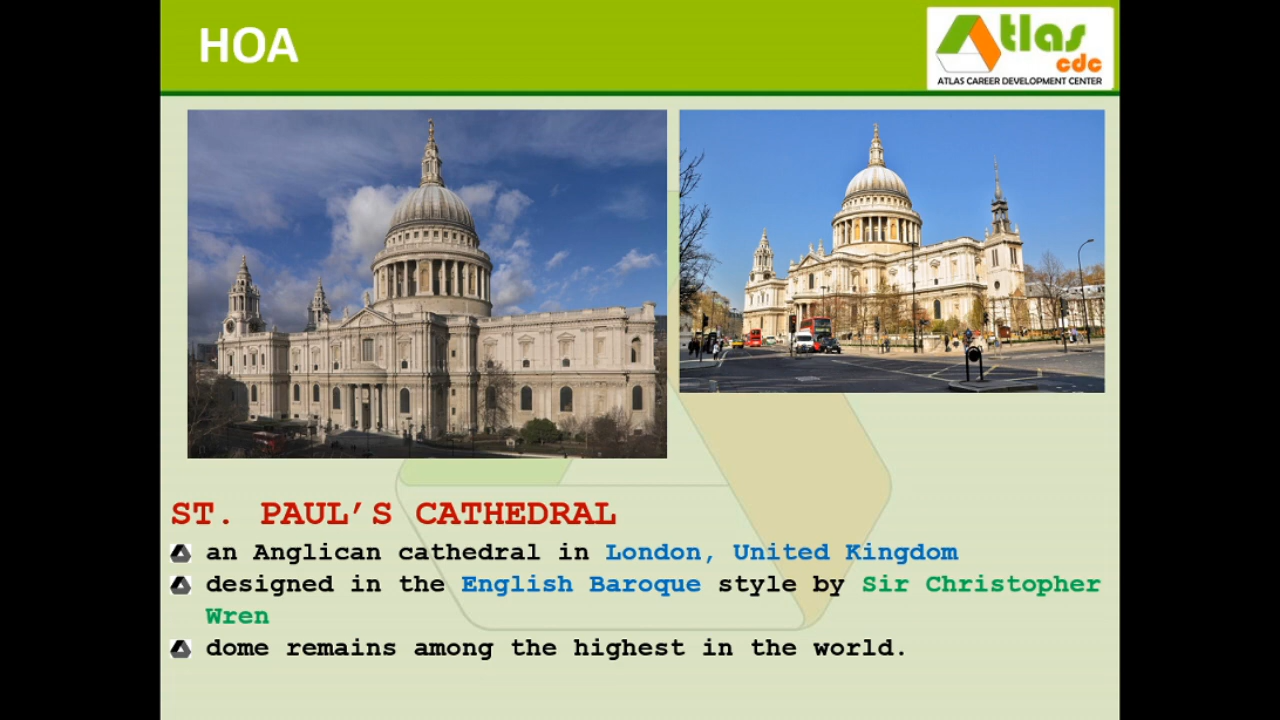 HOA
Atlas
cdc
ATLAS CAREER DEVELOPMENT CENTER
ST. PAUL’S CATHEDRAL
an Anglican cathedral in London, United Kingdom
designed in the English Baroque style by Sir Christopher
Wren
dome remains among the highest in the world.